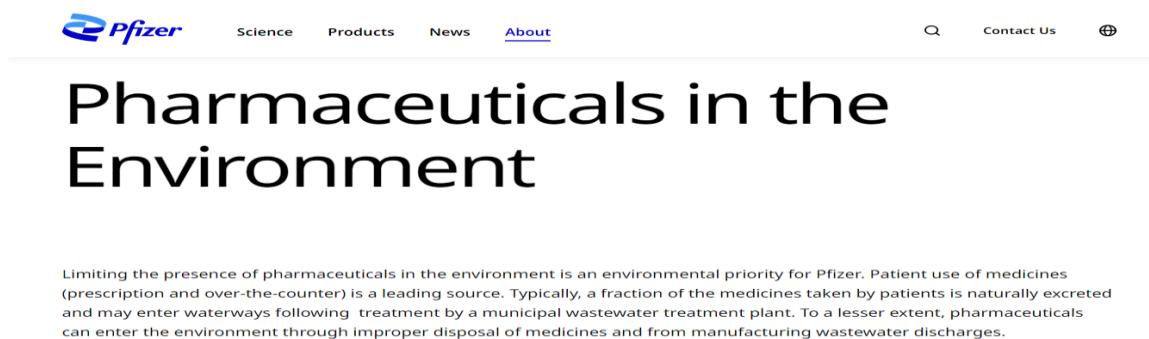 Pfizer Science Products News About Contact Us
Pharmaceuticals in the
Environment
Limiting the presence of pharmaceuticals in the environment is an environmental priority for Pfizer. Patient use of medicines
(prescription and over-the-counter) is a leading source. Typically, a fraction of the medicines taken by patients is naturally excreted
and may enter waterways following treatment by a municipal wastewater treatment plant. To a lesser extent, pharmaceuticals
can enter the environment through improper disposal of medicines and from manufacturing wastewater discharges.